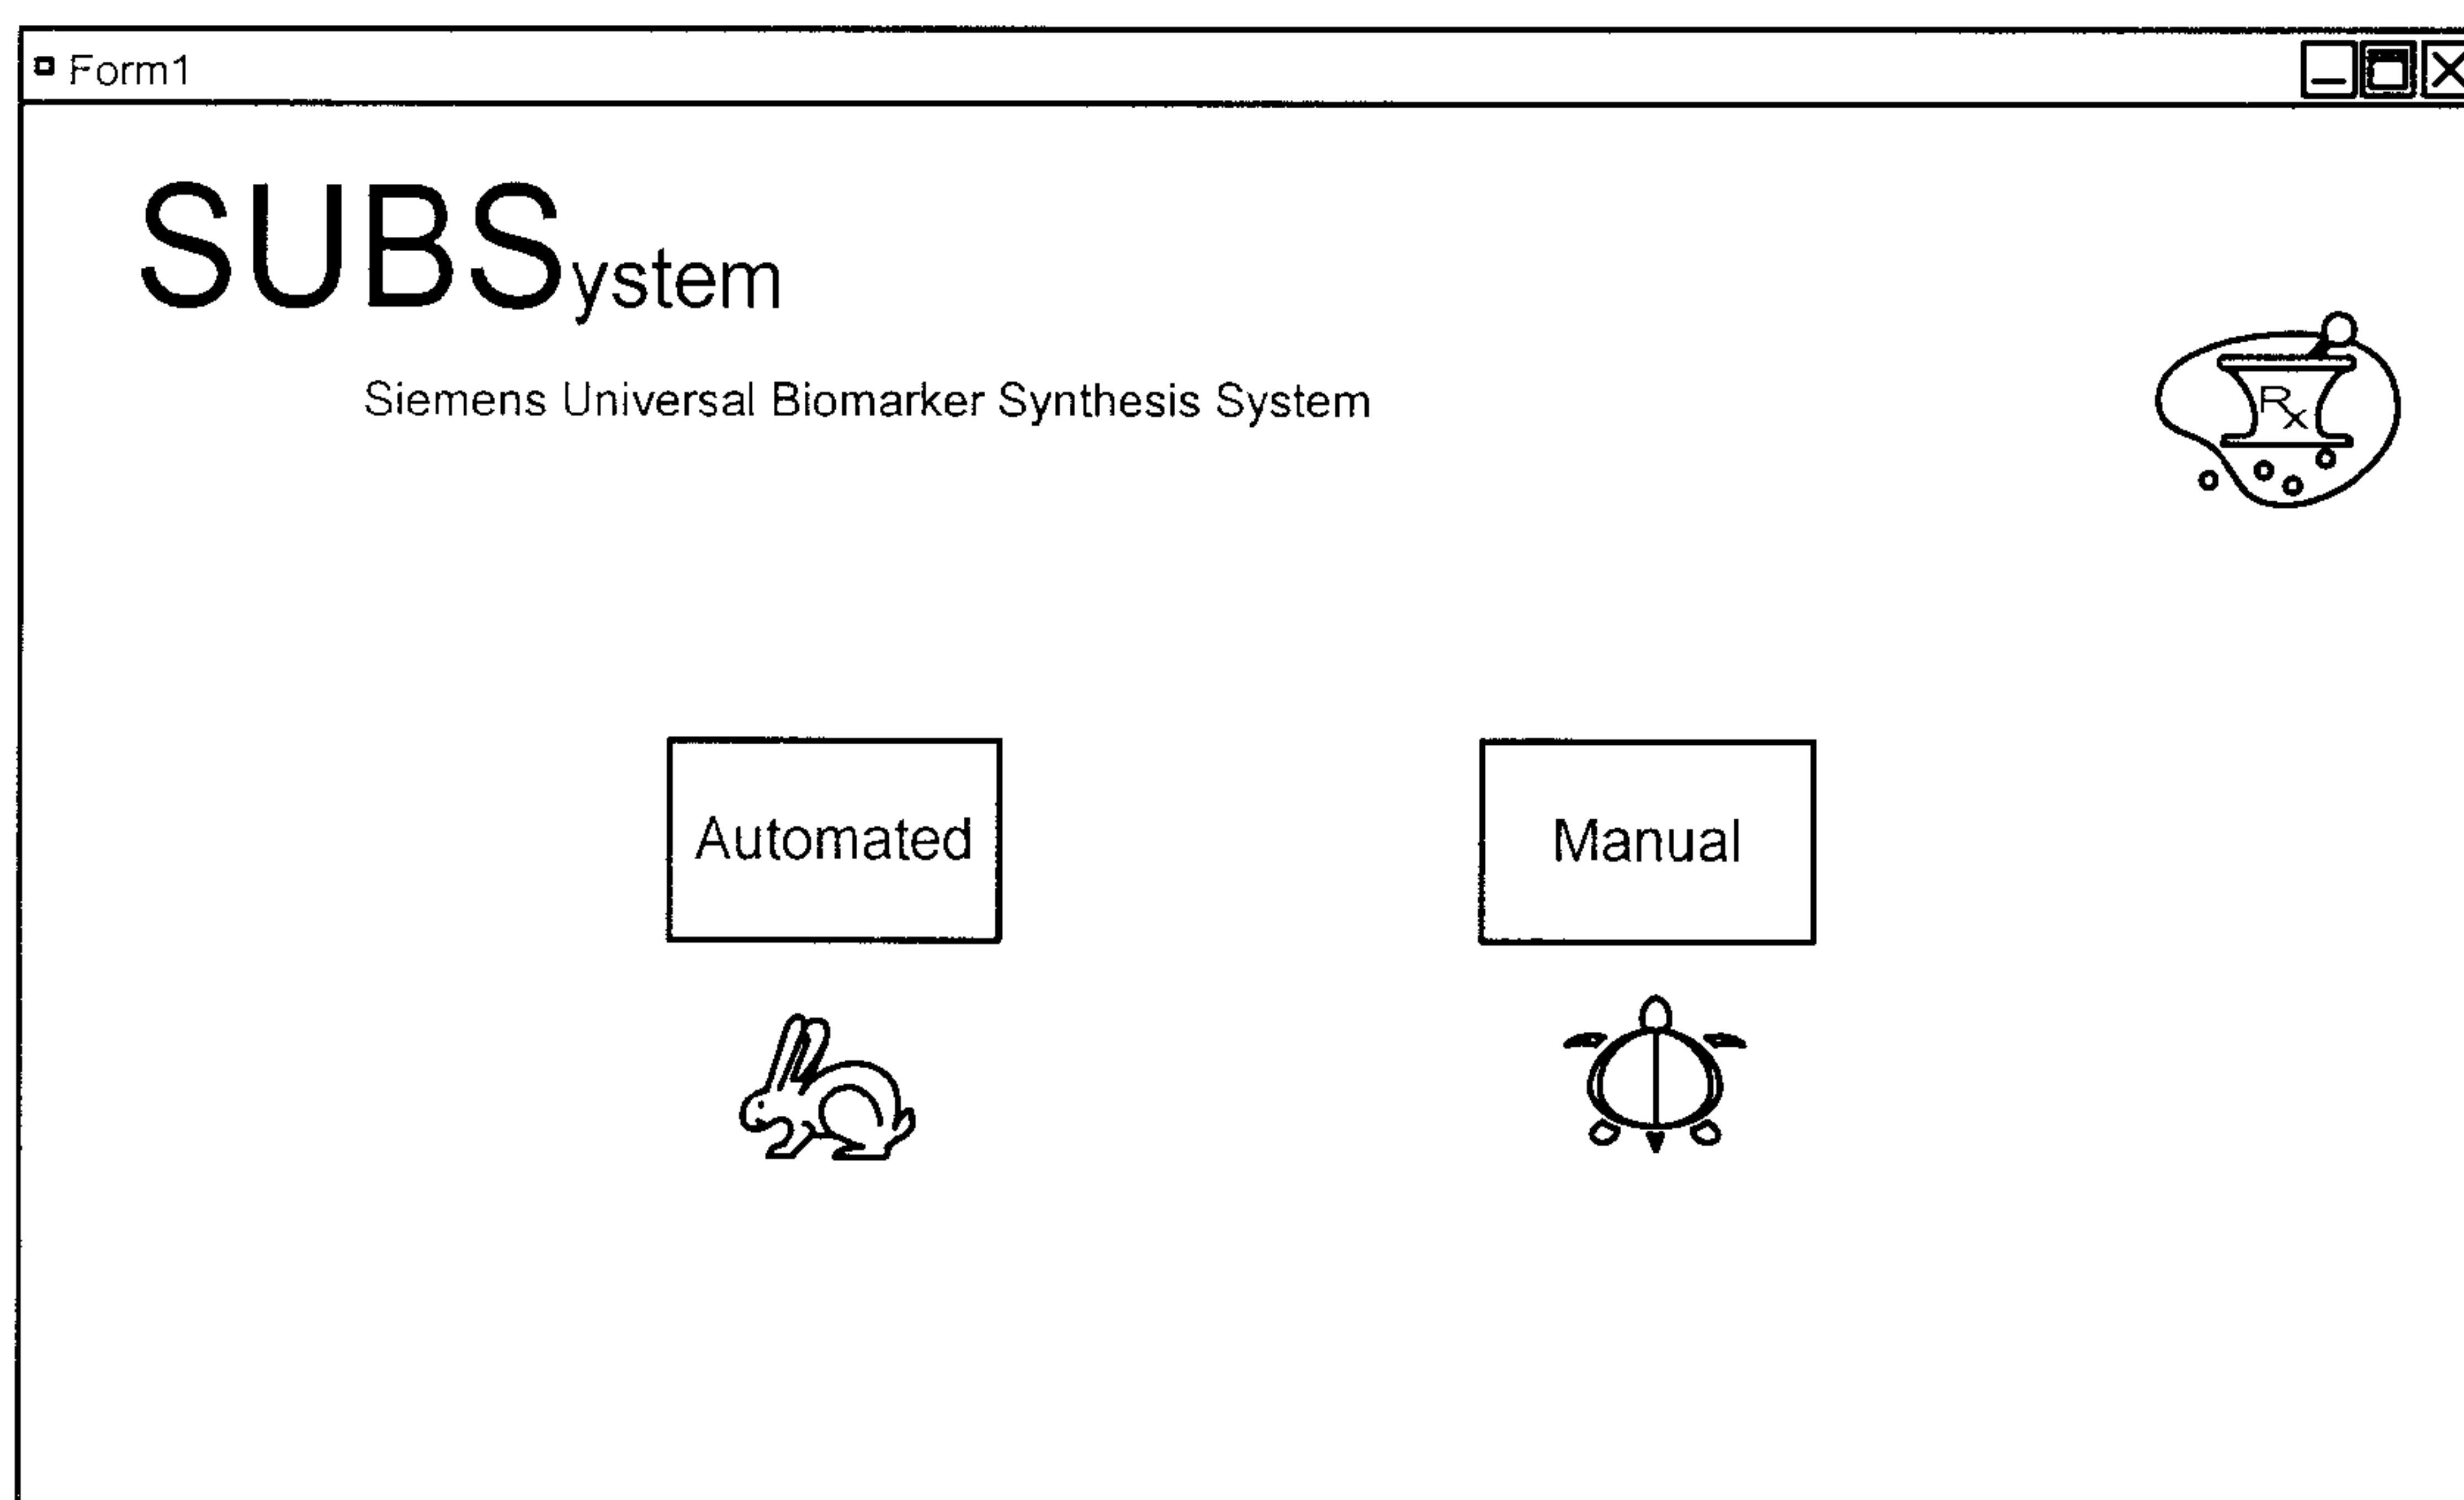 Form1
SUBSystem
Siemens Universal Biomarker Synthesis System
Rx
Automated
Manual